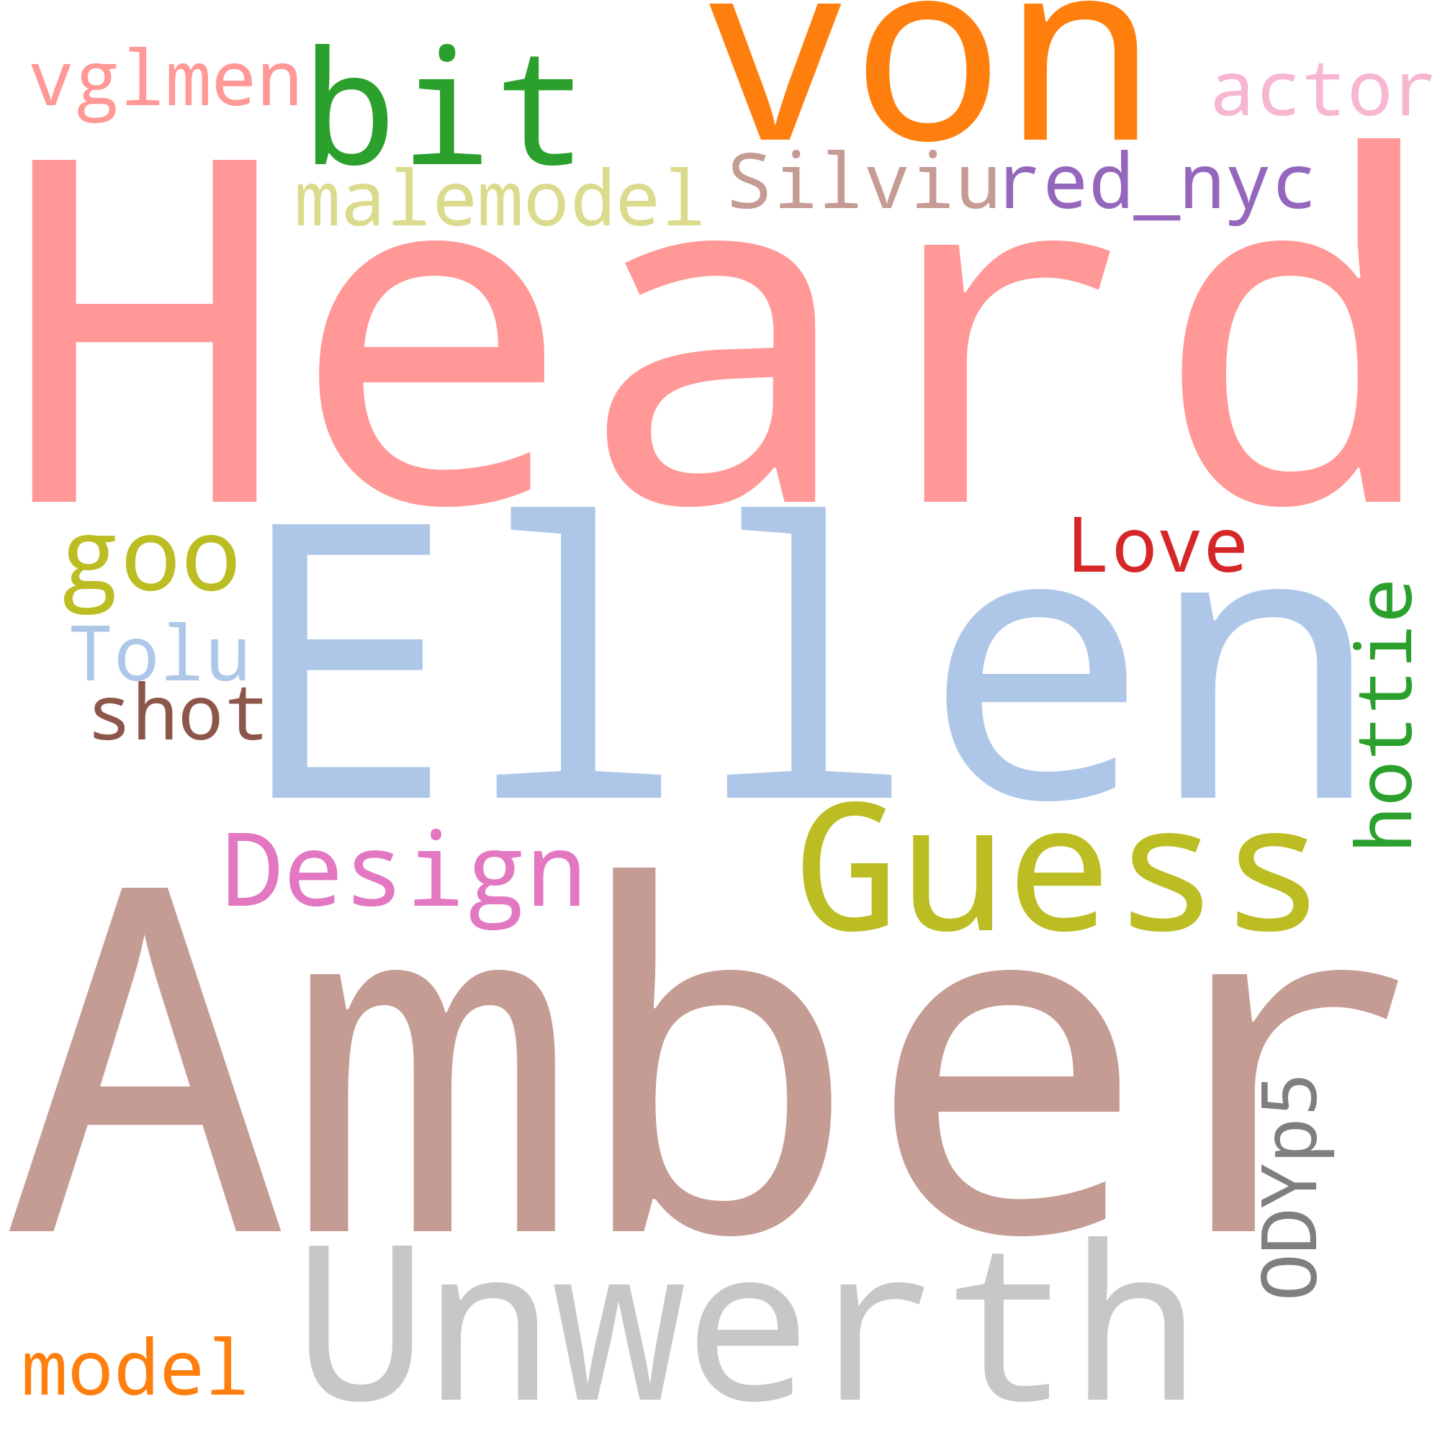 von
vglmen
bit
actor
malemodel
Silviu
red_nyc
Heard
goo
Love
Ellen
hottie
Tolu
shot
Design
Guess
Amber
ODYp5
Unwerth
model